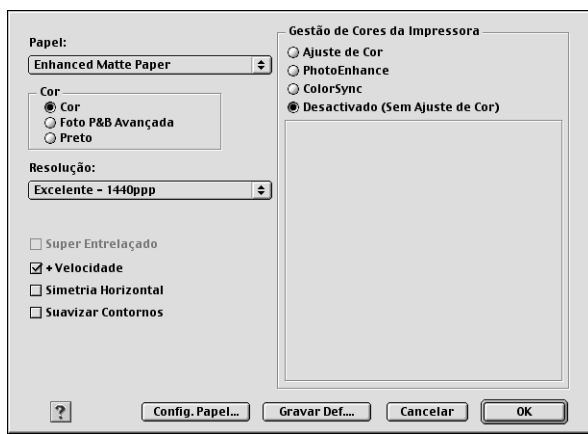 Papel:
Enhanced Matte Paper
Cor
Cor
Foto P&B Avançada
Preto
Resolução:
Excelente - 1440ppp
Super Entrelaçado
+ Velocidade
Simetria Horizontal
Suavizar Contornos
Gestão de Cores da Impressora
Ajuste de Cor
PhotoEnhance
ColorSync
Desactivado (Sem Ajuste de Cor)
?
Config. Papel...
Gravar Def....
Cancelar
OK